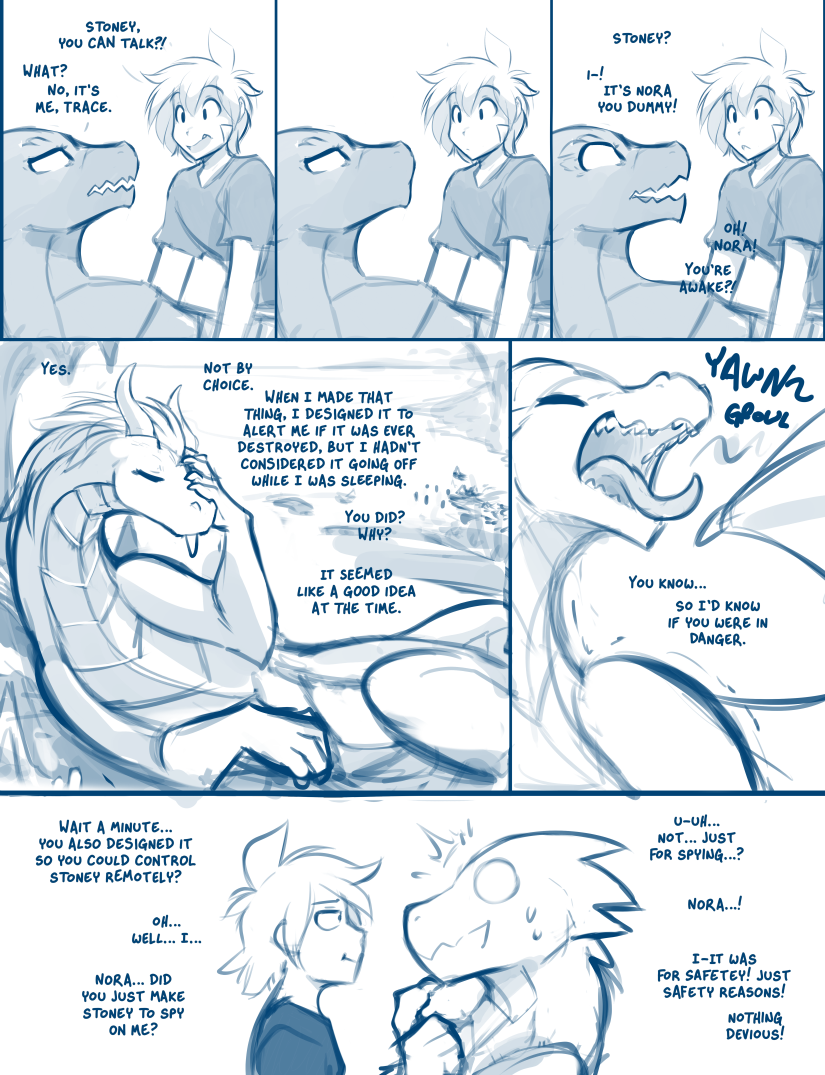 STONEY,
YOU CAN TALK?!
WHAT?
NO, IT'S
ME, TRACE.
STONEY?
I-!
IT'S NORA
YOU DUMMY!
OH!
NORA!
YOU'RE
AWAKE?!
YES.
NOT BY
CHOICE.
WHEN I MADE THAT
THING, I DESIGNED IT TO
ALERT ME IF IT WAS EVER
DESTROYED, BUT I HADN'T
CONSIDERED IT GOING OFF
WHILE I WAS SLEEPING.
YOU DID?
WHY?
IT SEEMED
LIKE A GOOD IDEA
AT THE TIME.
YAWN
GROWL
YOU KNOW...
SO I'D KNOW
IF YOU WERE IN
DANGER.
WAIT A MINUTE...
YOU ALSO DESIGNED IT
SO YOU COULD CONTROL
STONEY REMOTELY?
OH...
WELL... I...
NORA... DID
YOU JUST MAKE
STONEY TO SPY
ON ME?
U-UH...
NOT... JUST
FOR SPYING...?
NORA...!
I-IT WAS
FOR SAFETEY! JUST
SAFETY REASONS!
NOTHING
DEVIOUS!